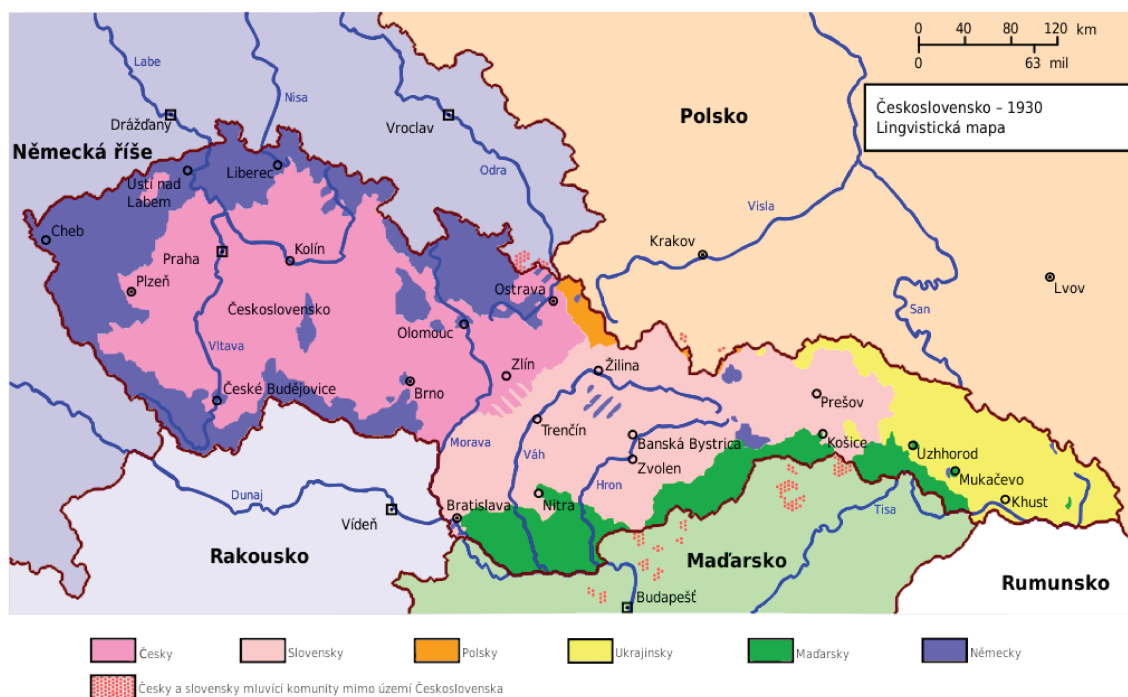 0 40 80 120 km
0 63 mil
Československo – 1930
Lingvistická mapa
Labe
Nisa
Drážďany
Vroclav
Polsko
Německá říše
Ústí nad
Labem
Liberec
Odra
Visla
Cheb
Praha
Kolín
Krakov
Plzeň
Ostrava
Lvov
Československo
San
Olomouc
Vltava
Zlín
Žilina
České Budějovice
Brno
Prešov
Trenčín
Morava
Banská Bystrica
Košice
Váh
Uzhhorod
Zvolen
Mukačevo
Hron
Dunaj
Nitra
Khust
Bratislava
Vídeň
Tisa
Rakousko
Maďarsko
Rumunsko
Budapešť
Česky
Slovensky
Polsky
Ukrajinsky
Maďarsky
Německy
Česky a slovensky mluvící komunity mimo území Československa